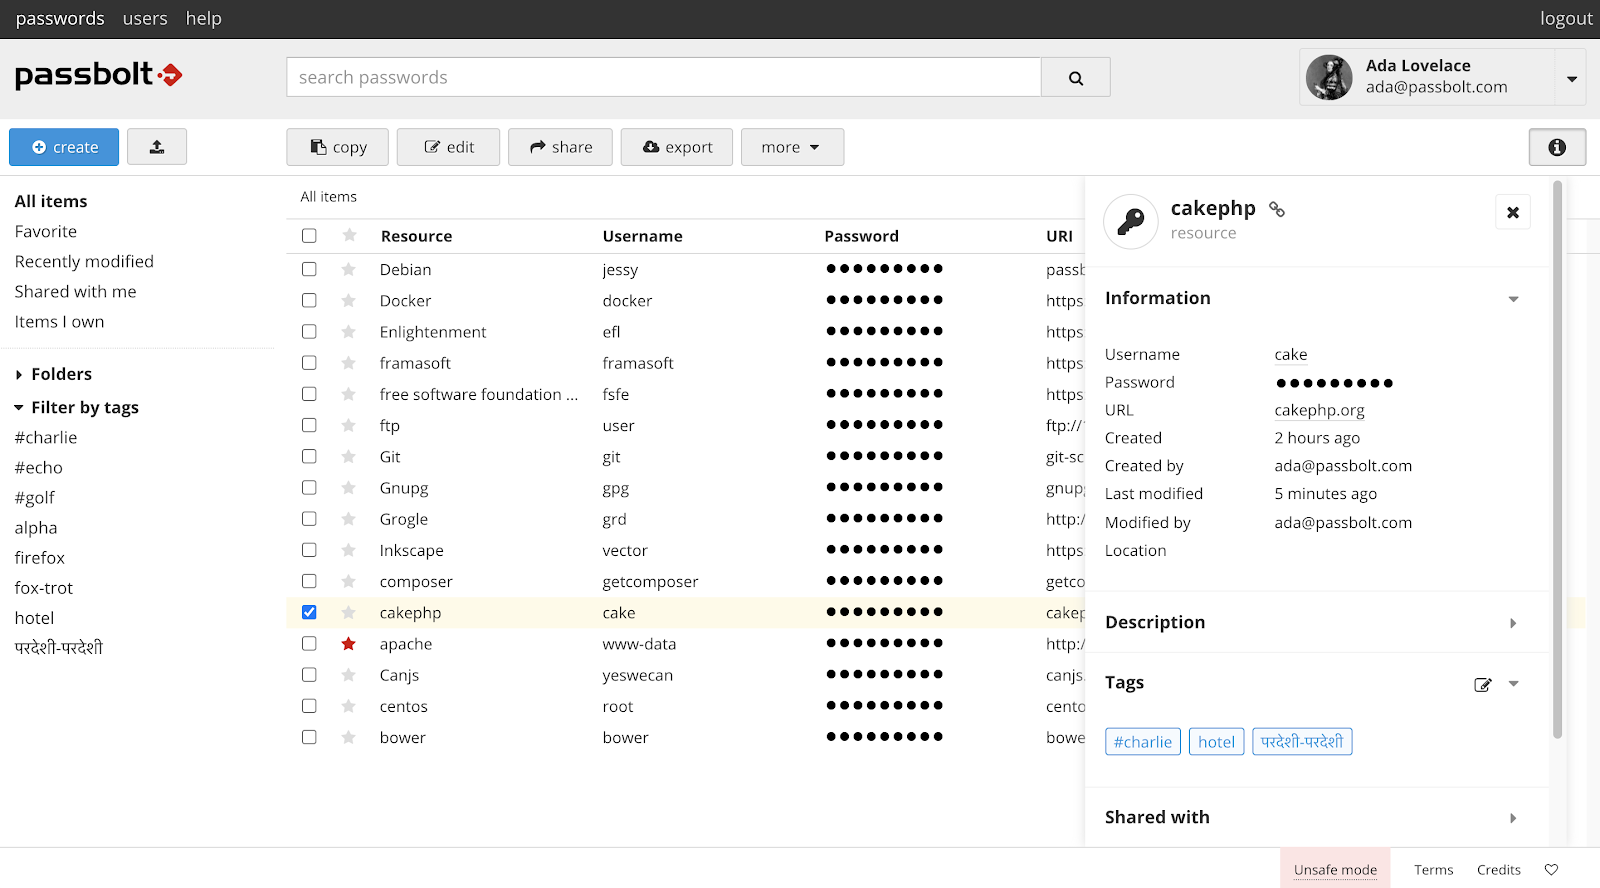 passwords users help logout
passbolt
search passwords
Ada Lovelace
ada@passbolt.com
create copy edit share export more
All items
Favorite
Recently modified
Shared with me
Items I own
Folders
Filter by tags
#charlie
#echo
#golf
alpha
firefox
fox-trot
hotel
परदेशी-परदेशी
All items
Resource Username Password URI
Debian jessy ●●●●●●●●● passb
Docker docker ●●●●●●●●● https
Enlightenment efl ●●●●●●●●● https
framasoft framasoft ●●●●●●●●● https
free software foundation ... fsfe ●●●●●●●●● https
ftp user ●●●●●●●●● ftp://
Git git ●●●●●●●●● git-sc
Gnupg gpg ●●●●●●●●● gnupg
Grogle grd ●●●●●●●●● http:/
Inkscape vector ●●●●●●●●● https
composer getcomposer ●●●●●●●●● getco
cakephp cake ●●●●●●●●● cakep
apache www-data ●●●●●●●●● http:/
Canjs yeswecan ●●●●●●●●● canjs.
centos root ●●●●●●●●● cento
bower bower ●●●●●●●●● bowe
cakephp
resource
Information
Username cake
Password ●●●●●●●●●
URL cakephp.org
Created 2 hours ago
Created by ada@passbolt.com
Last modified 5 minutes ago
Modified by ada@passbolt.com
Location
Description
Tags
#charlie hotel परदेशी-परदेशी
Shared with
Unsafe mode Terms Credits